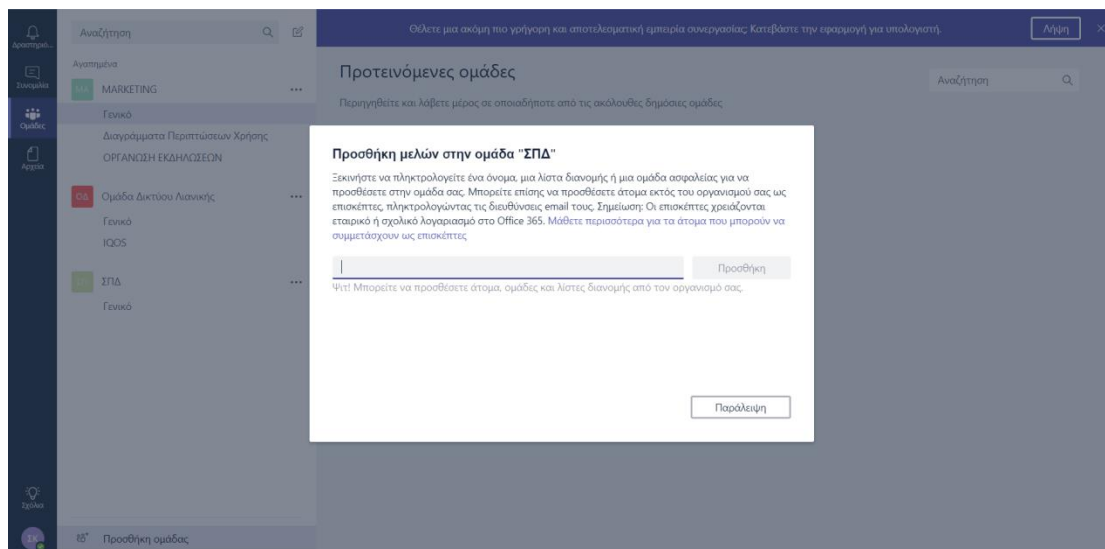 Δραστηριό...
Συνομιλία
Ομάδες
Αρχεία
Σχόλια
ΣΚ
Αναζήτηση
Αγαπημένα
MARKETING
Γενικό
Διαγράμματα Περιπτώσεων Χρήσης
ΟΡΓΑΝΩΣΗ ΕΚΔΗΛΩΣΕΩΝ
ΟΔ Ομάδα Δικτύου Λιανικής
Γενικό
IQOS
ΣΠΔ
Γενικό
Προσθήκη ομάδας
Θέλετε μια ακόμη πιο γρήγορη και αποτελεσματική εμπειρία συνεργασίας; Κατεβάστε την εφαρμογή για υπολογιστή. Λήψη
Προτεινόμενες ομάδες
Αναζήτηση
Περιηγηθείτε και λάβετε μέρος σε οποιαδήποτε από τις ακόλουθες δημόσιες ομάδες
Προσθήκη μελών στην ομάδα "ΣΠΔ"
Ξεκινήστε να πληκτρολογείτε ένα όνομα, μια λίστα διανομής ή μια ομάδα ασφαλείας για να
προσθέσετε στην ομάδα σας. Μπορείτε επίσης να προσθέσετε άτομα εκτός του οργανισμού σας ως
επισκέπτες, πληκτρολογώντας τις διευθύνσεις email τους. Σημείωση: Οι επισκέπτες χρειάζονται
εταιρικό ή σχολικό λογαριασμό στο Office 365. Μάθετε περισσότερα για τα άτομα που μπορούν να
συμμετάσχουν ως επισκέπτες
Προσθήκη
Ψιτ! Μπορείτε να προσθέσετε άτομα, ομάδες και λίστες διανομής από τον οργανισμό σας.
Παράλειψη